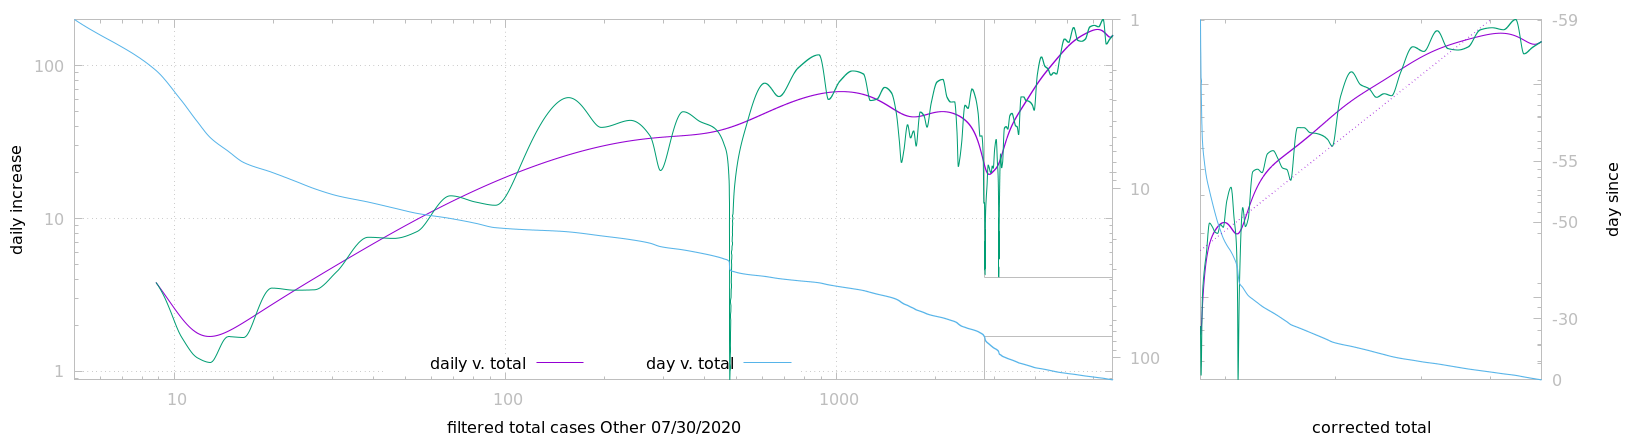 daily increase
100
10
1
daily v. total
day v. total
10
100
1000
filtered total cases Other 07/30/2020
1
10
100
-59
-55
-50
-30
0
day since
corrected total